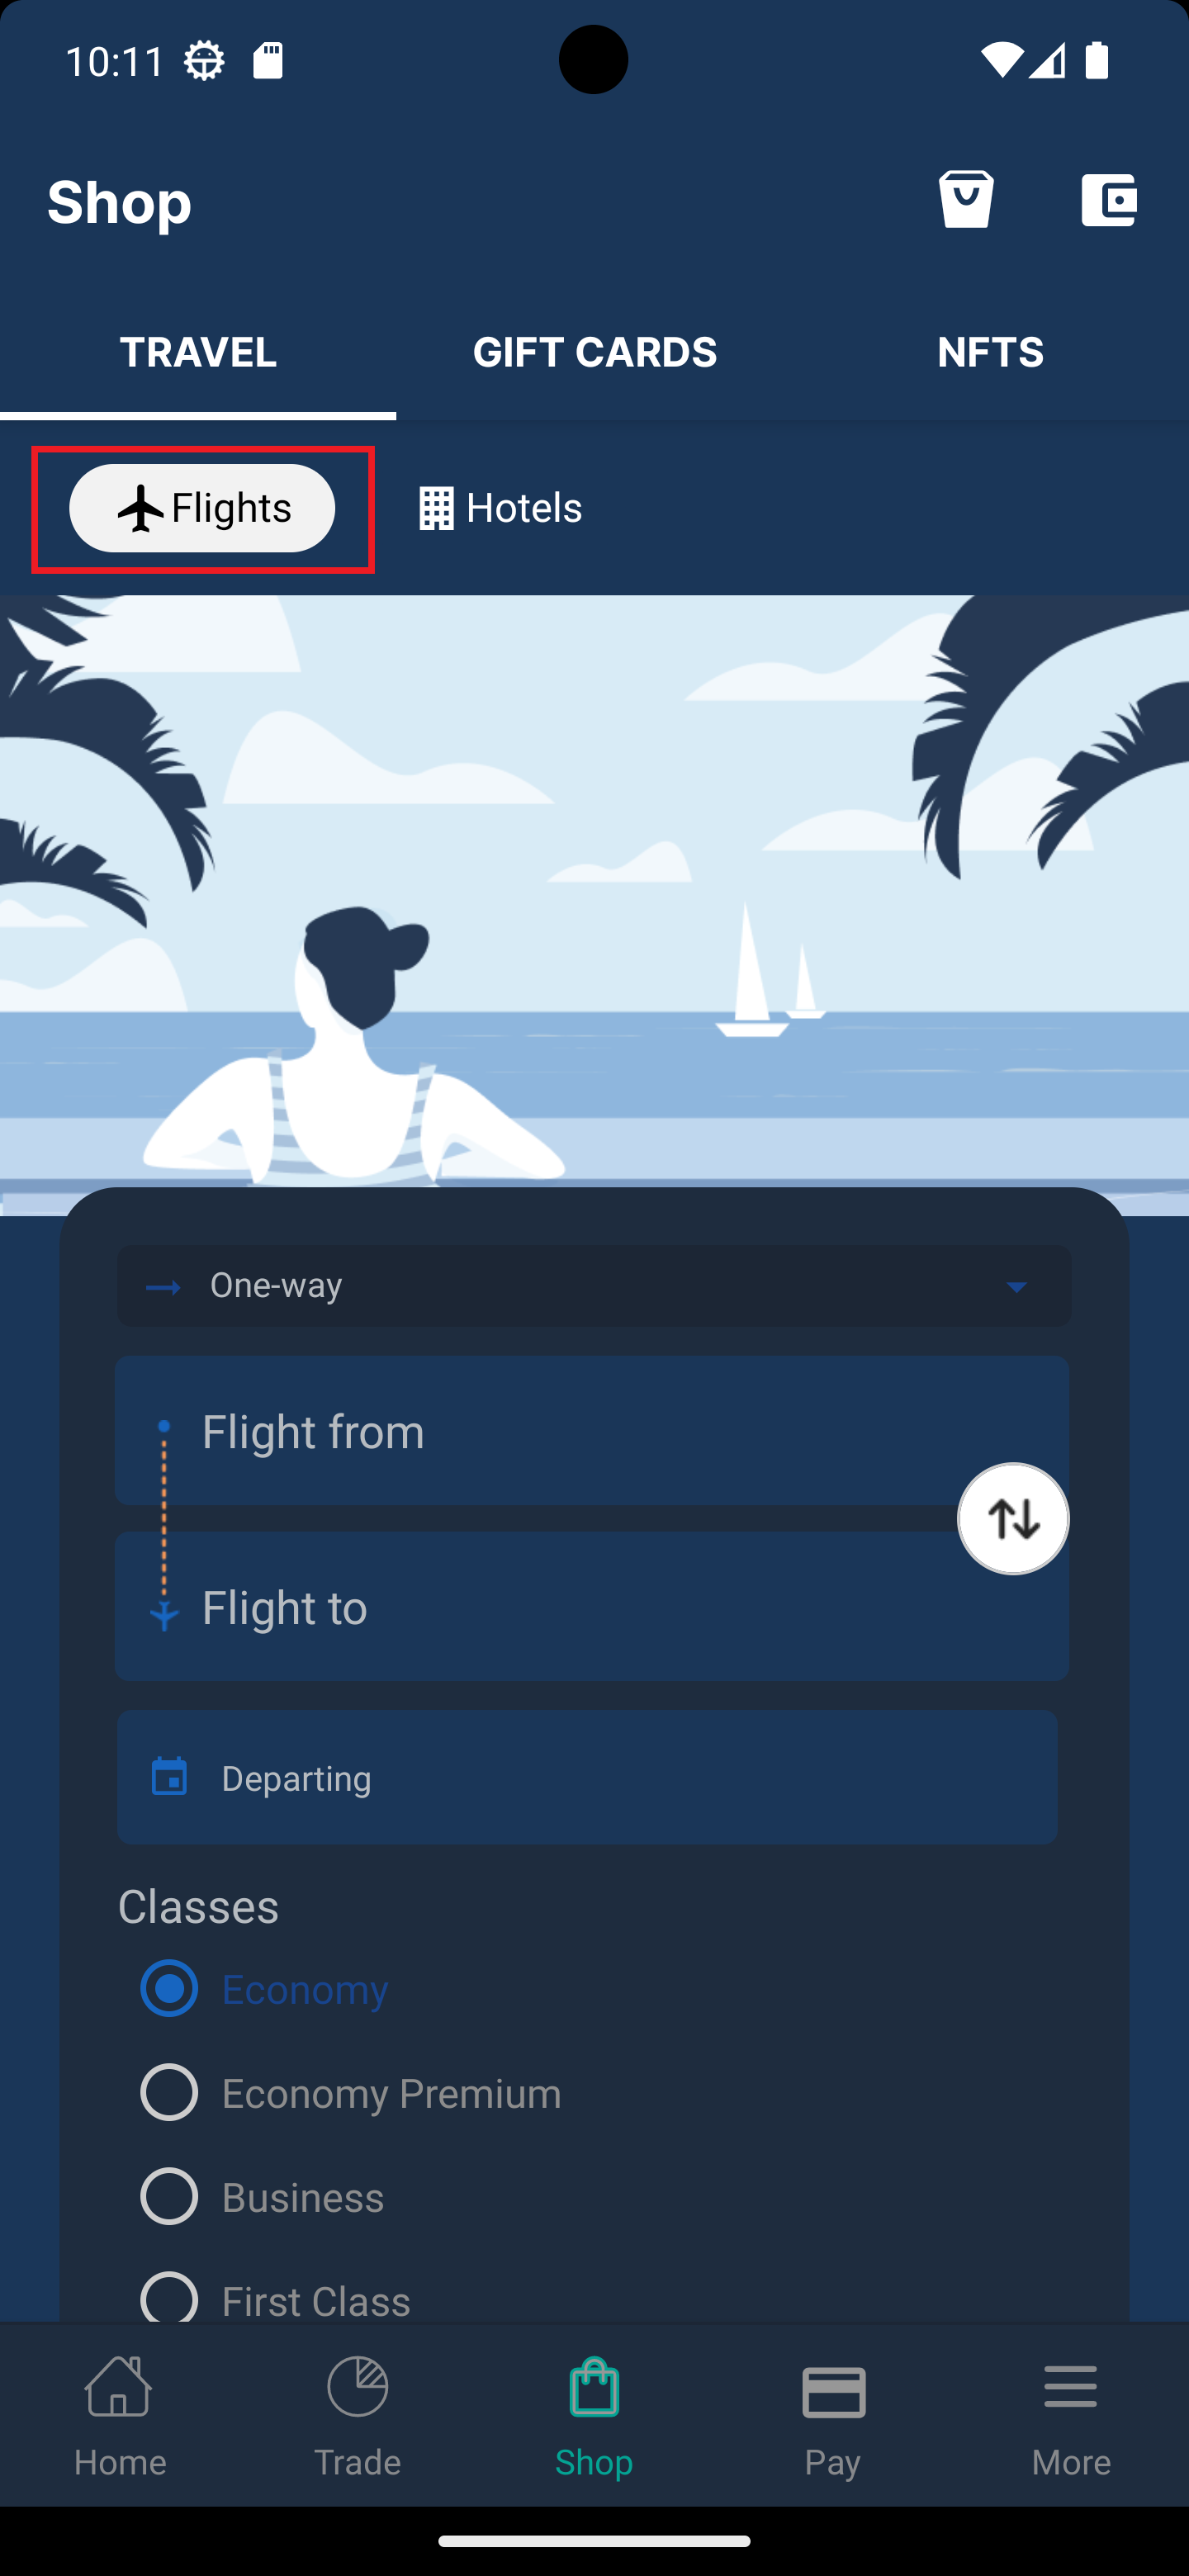 10:11
Shop
TRAVEL GIFT CARDS NFTS
Flights Hotels
One-way
Flight from
Flight to
Departing
Classes
Economy
Economy Premium
Business
First Class
Home Trade Shop Pay More